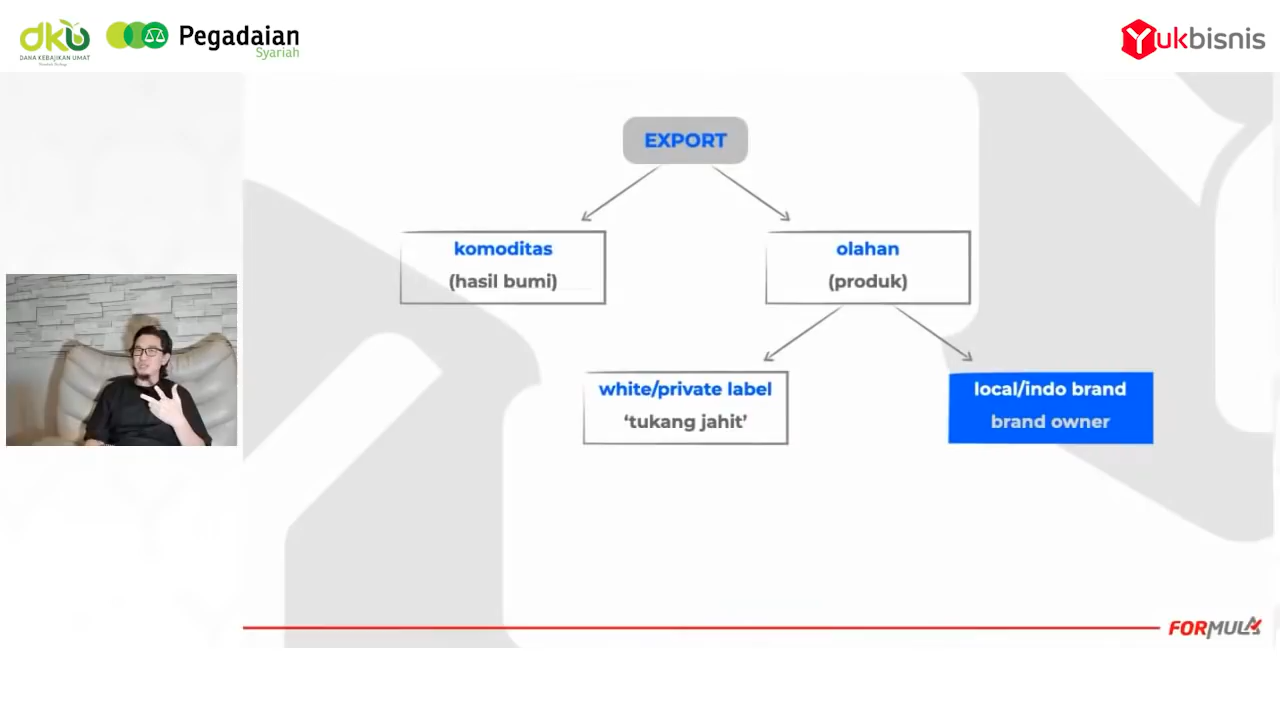 dku
DANA KEBAJIKAN UMAT
Pegadaian
Syariah
Yukbisnis
EXPORT
komoditas
(hasil bumi)
olahan
(produk)
white/private label
‘tukang jahit’
local/indo brand
brand owner
FORMULA